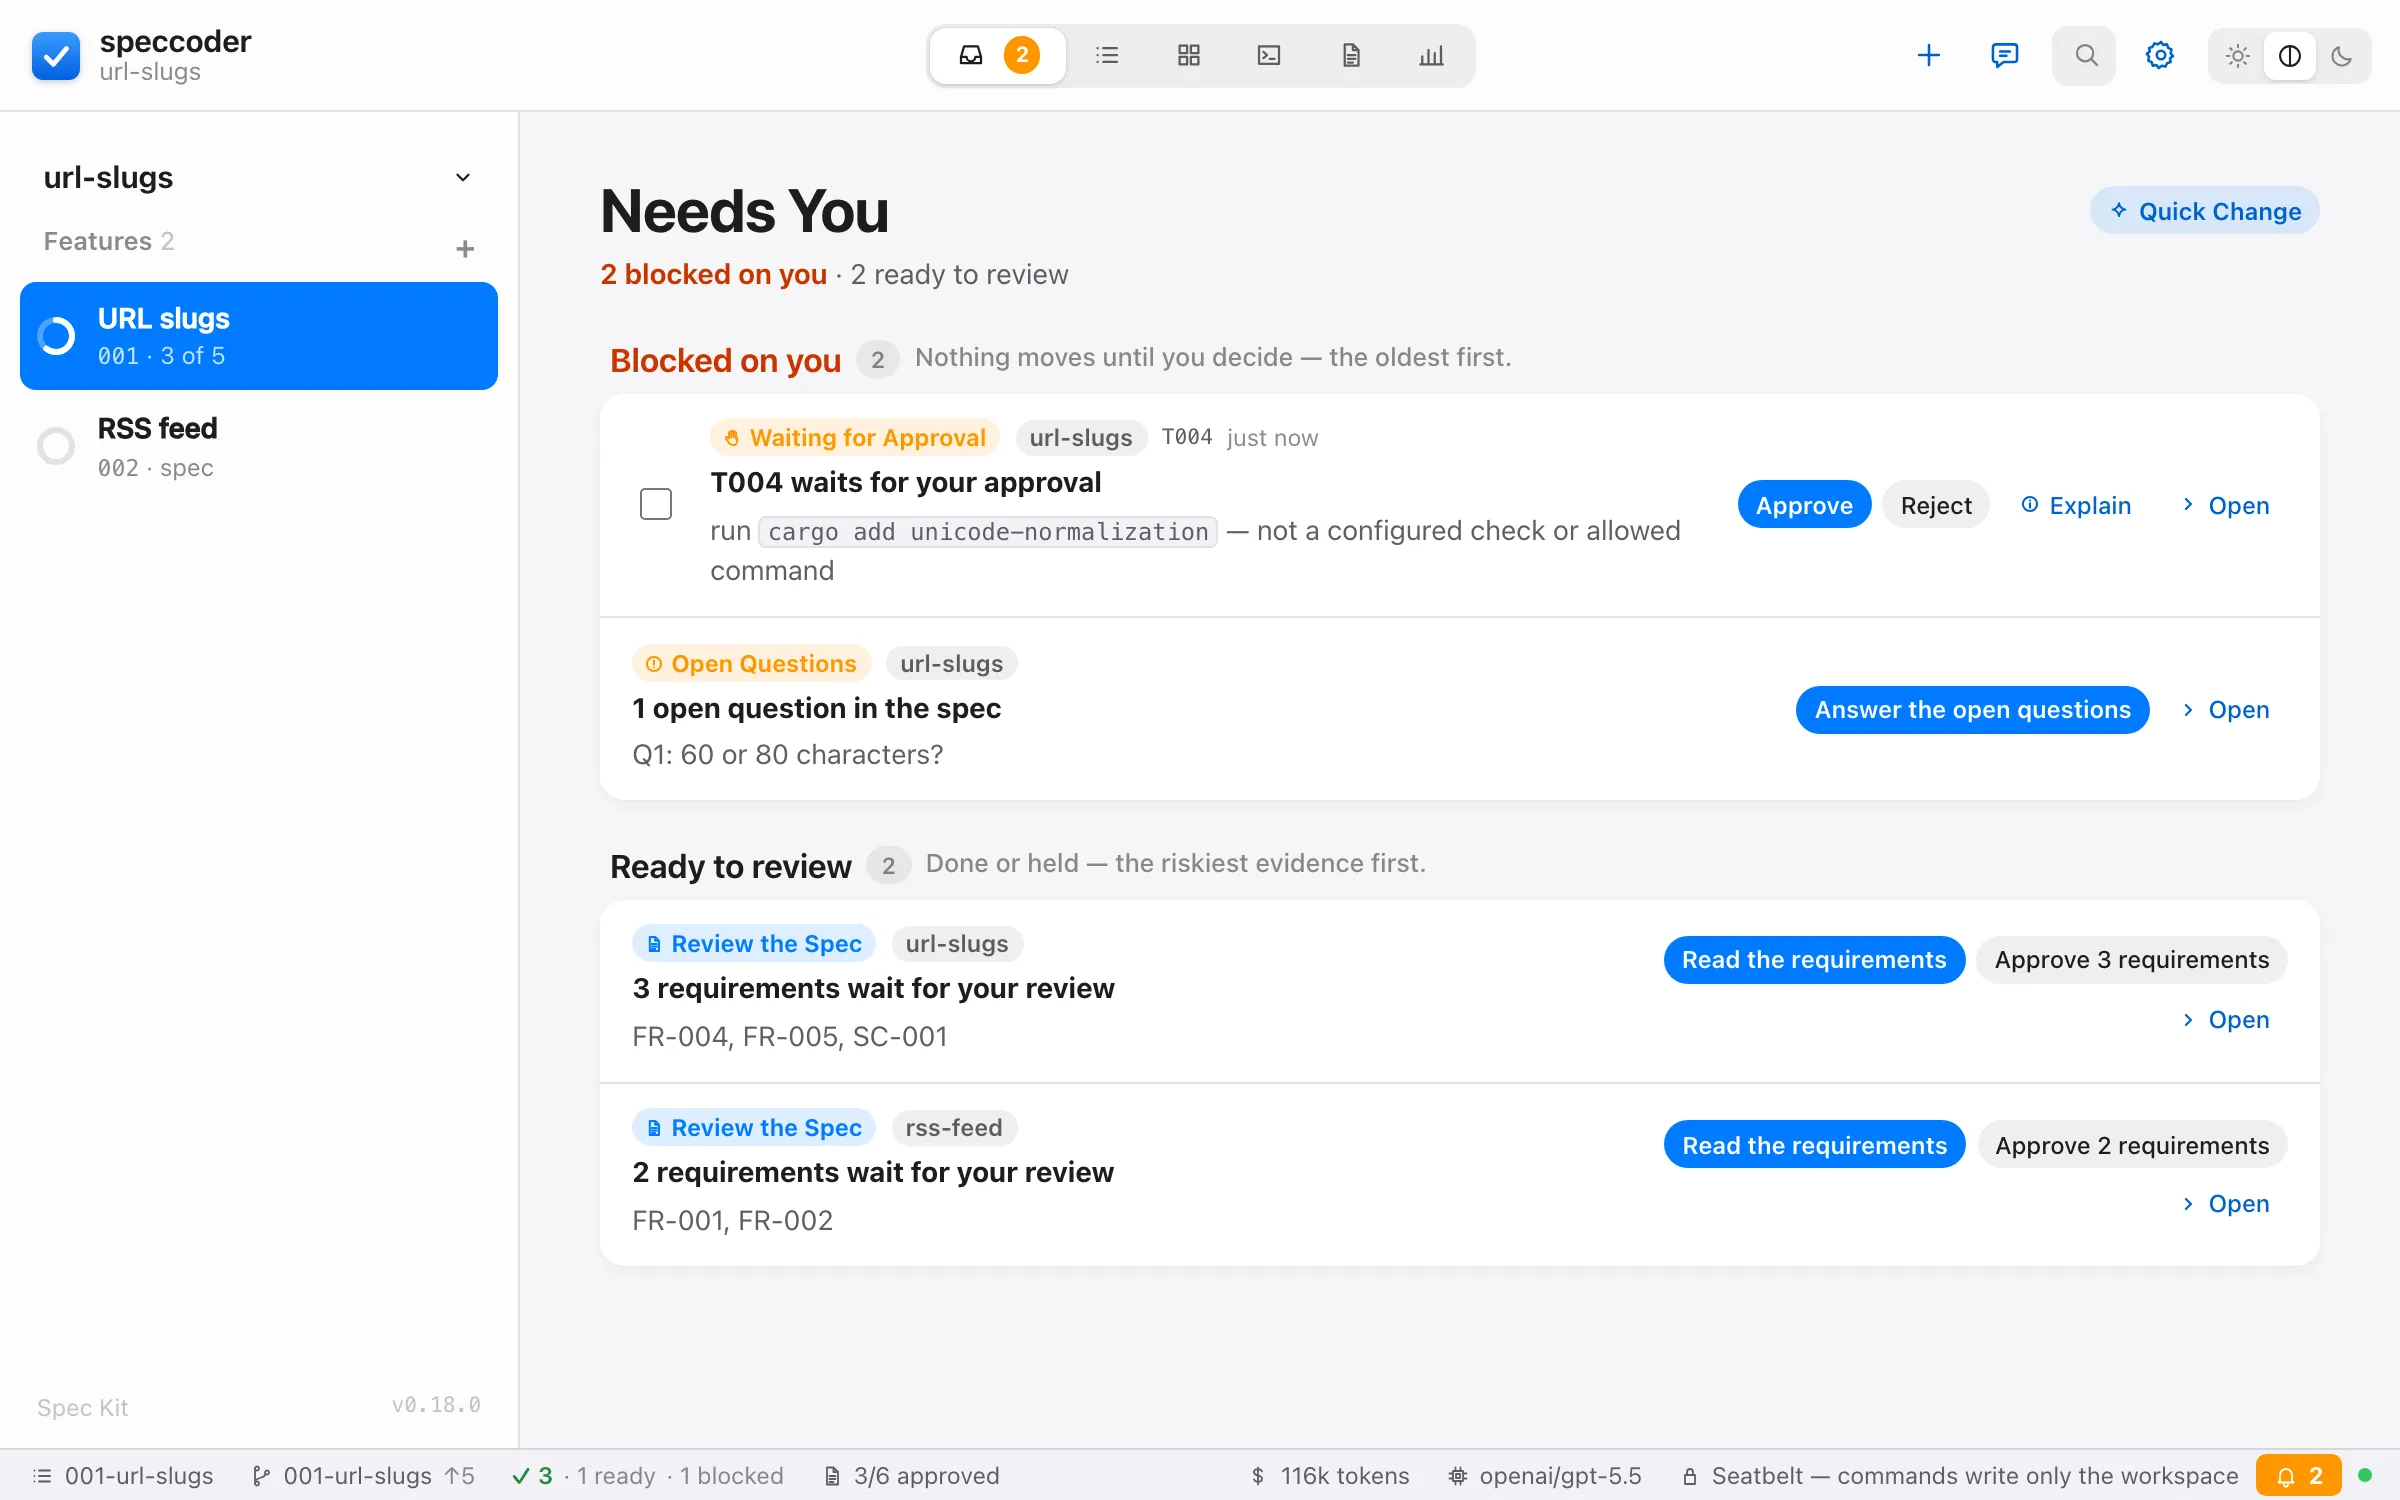 speccoder
url-slugs
2
url-slugs
Features 2
URL slugs
001 · 3 of 5
RSS feed
002 · spec
Spec Kit
v0.18.0
Needs You
Quick Change
2 blocked on you · 2 ready to review
Blocked on you 2 Nothing moves until you decide — the oldest first.
Waiting for Approval url-slugs T004 just now
T004 waits for your approval
run cargo add unicode-normalization — not a configured check or allowed
command
Approve Reject Explain Open
Open Questions url-slugs
1 open question in the spec
Q1: 60 or 80 characters?
Answer the open questions Open
Ready to review 2 Done or held — the riskiest evidence first.
Review the Spec url-slugs
3 requirements wait for your review
FR-004, FR-005, SC-001
Read the requirements Approve 3 requirements
Open
Review the Spec rss-feed
2 requirements wait for your review
FR-001, FR-002
Read the requirements Approve 2 requirements
Open
001-url-slugs 001-url-slugs ↑5 3 · 1 ready · 1 blocked 3/6 approved $ 116k tokens openai/gpt-5.5 Seatbelt — commands write only the workspace 2